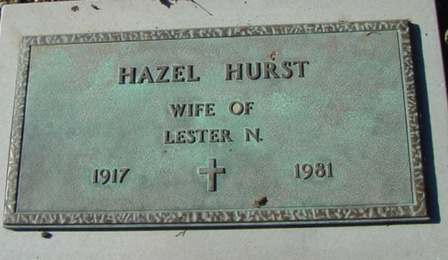 HAZEL HURST
WIFE OF
LESTER N.
1917 1981